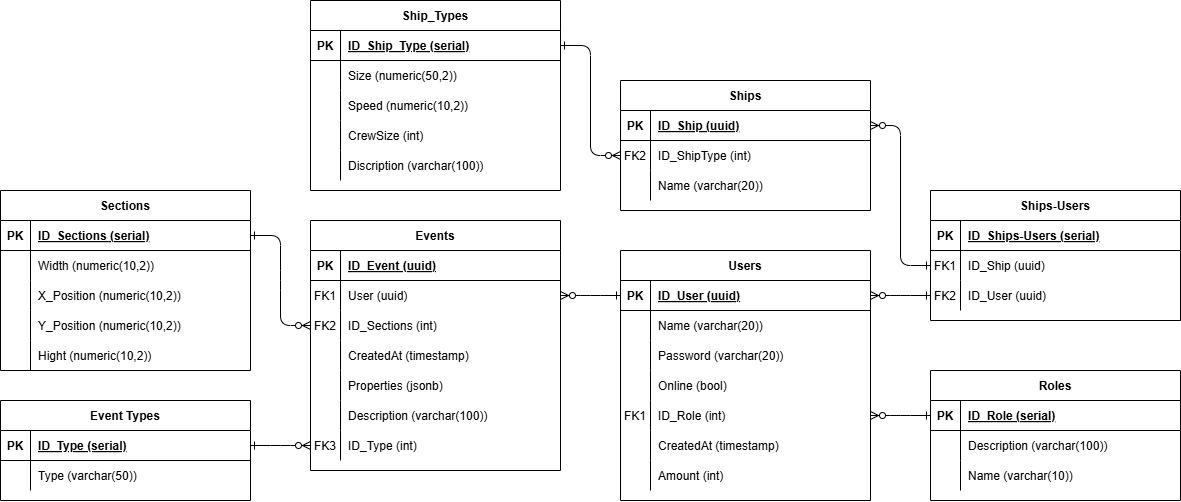 Ship_Types
PK ID_Ship_Type (serial)
Size (numeric(50,2))
Speed (numeric(10,2))
CrewSize (int)
Discription (varchar(100))
Ships
PK ID_Ship (uuid)
FK2 ID_ShipType (int)
Name (varchar(20))
Sections
PK ID_Sections (serial)
Width (numeric(10,2))
X_Position (numeric(10,2))
Y_Position (numeric(10,2))
Hight (numeric(10,2))
Events
PK ID_Event (uuid)
FK1 User (uuid)
FK2 ID_Sections (int)
CreatedAt (timestamp)
Properties (jsonb)
Description (varchar(100))
FK3 ID_Type (int)
Users
PK ID_User (uuid)
Name (varchar(20))
Password (varchar(20))
Online (bool)
FK1 ID_Role (int)
CreatedAt (timestamp)
Amount (int)
Ships-Users
PK ID_Ships-Users (serial)
FK1 ID_Ship (uuid)
FK2 ID_User (uuid)
Event Types
PK ID_Type (serial)
Type (varchar(50))
Roles
PK ID_Role (serial)
Description (varchar(100))
Name (varchar(10))